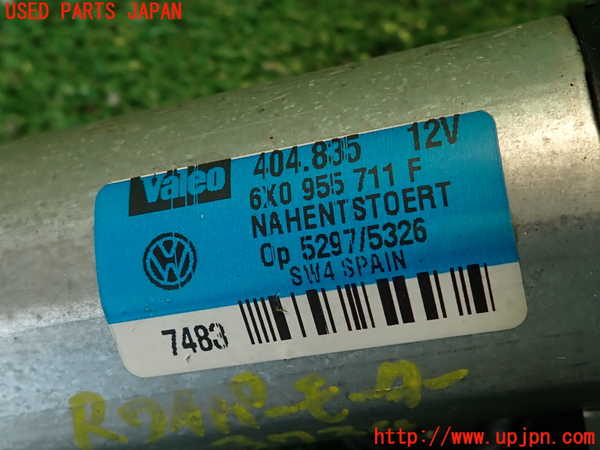 USED PARTS JAPAN
Valeo 404.835 12V
6X0 955 711 F
NAHENTSTOERT
Op 5297/5326
SW4 SPAIN
7483
http://www.upjpn.com/